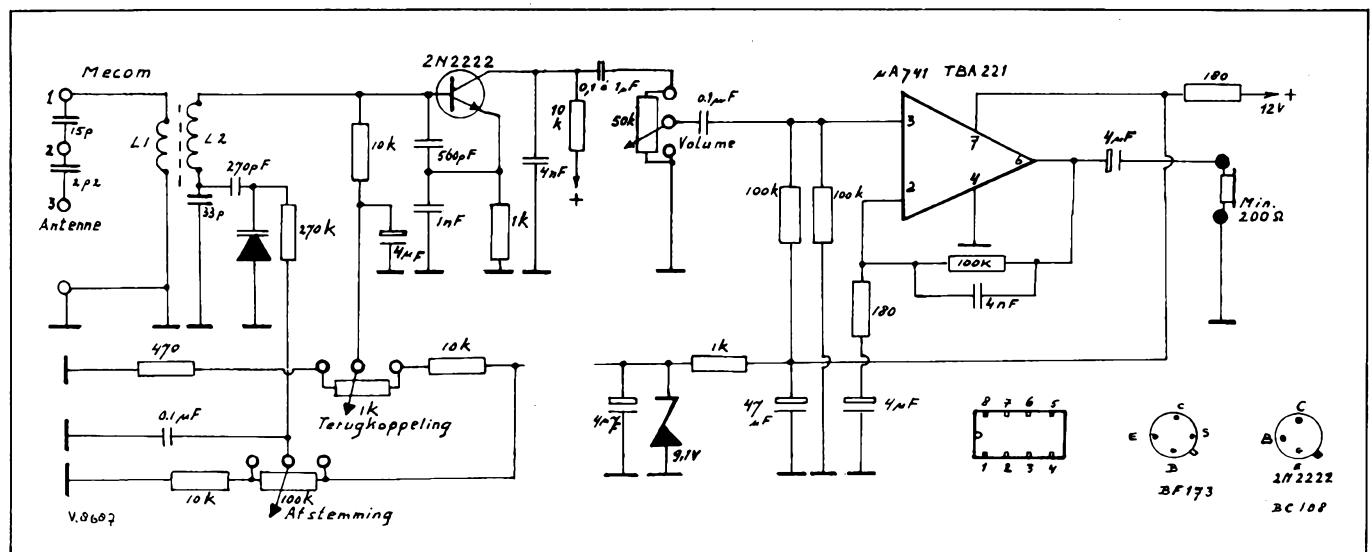 Mecom
2N2222
µA741 TBA221
180
12V
+
1
15p
2
2p2
3
Antenne
L1
L2
270pF
33p
270k
10k
4µF
560pF
1nF
1k
4nF
10
k
+
0,1 à 1µF
50k
Volume
0.1µF
100k
100k
3
2
7
4
6
4µF
Min.
200Ω
100k
4nF
180
470
1k
Terugkoppeling
10k
1k
47
µF
4µF
9,1V
0.1µF
10k
100k
Afstemming
V.8687
8 7 6 5
1 2 3 4
C
E
S
B
BF173
C
B
E
2N2222
BC108